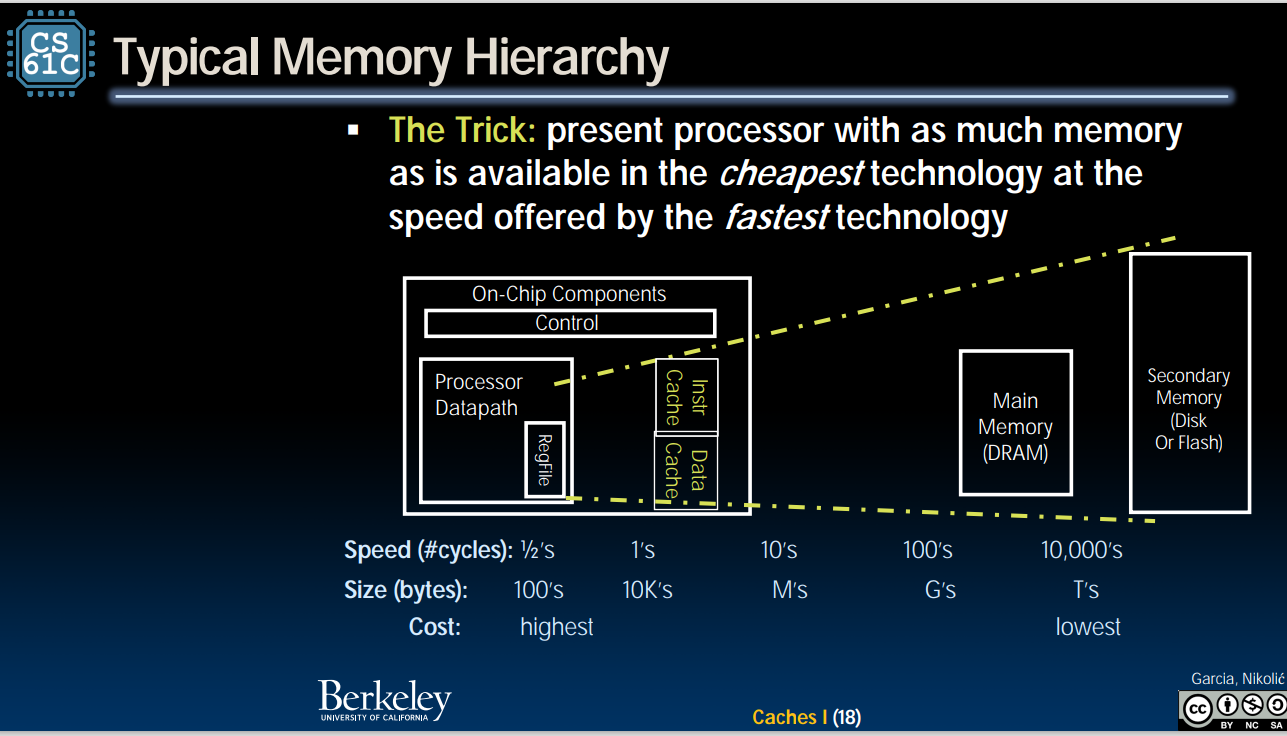 CS
61C
Typical Memory Hierarchy
▪ The Trick: present processor with as much memory
as is available in the cheapest technology at the
speed offered by the fastest technology
On-Chip Components
Control
Processor
Datapath
RegFile
Instr
Cache
Data
Cache
Main
Memory
(DRAM)
Secondary
Memory
(Disk
Or Flash)
Speed (#cycles): ½'s 1's 10's 100's 10,000's
Size (bytes): 100's 10K's M's G's T's
Cost: highest lowest
Berkeley
UNIVERSITY OF CALIFORNIA
Caches I (18)
Garcia, Nikolić
cc
BY NC SA